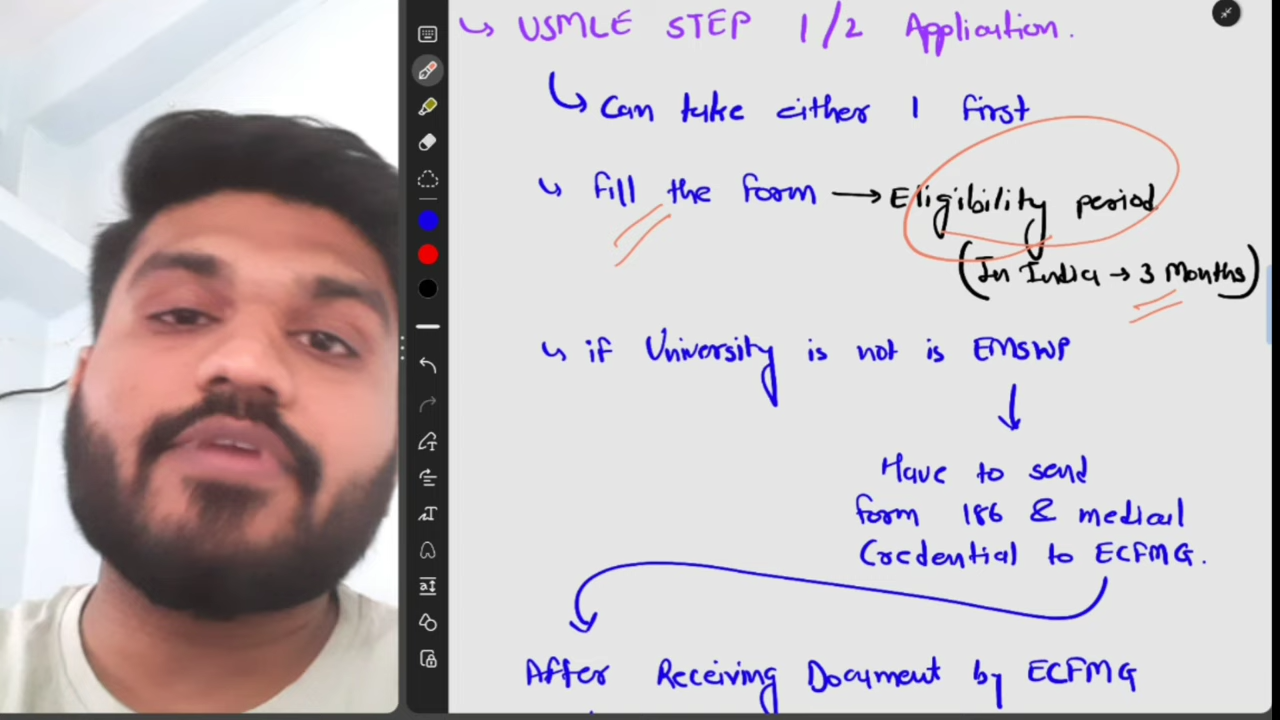 ↳ USMLE STEP 1/2 Application.
↳ Can take either 1 first
↳ fill the form → Eligibility period
(In India → 3 Months)
↳ if University is not is EMSWP
↓
Have to send
form 186 & medical
Credential to ECFMG.
After Receiving Document by ECFMG